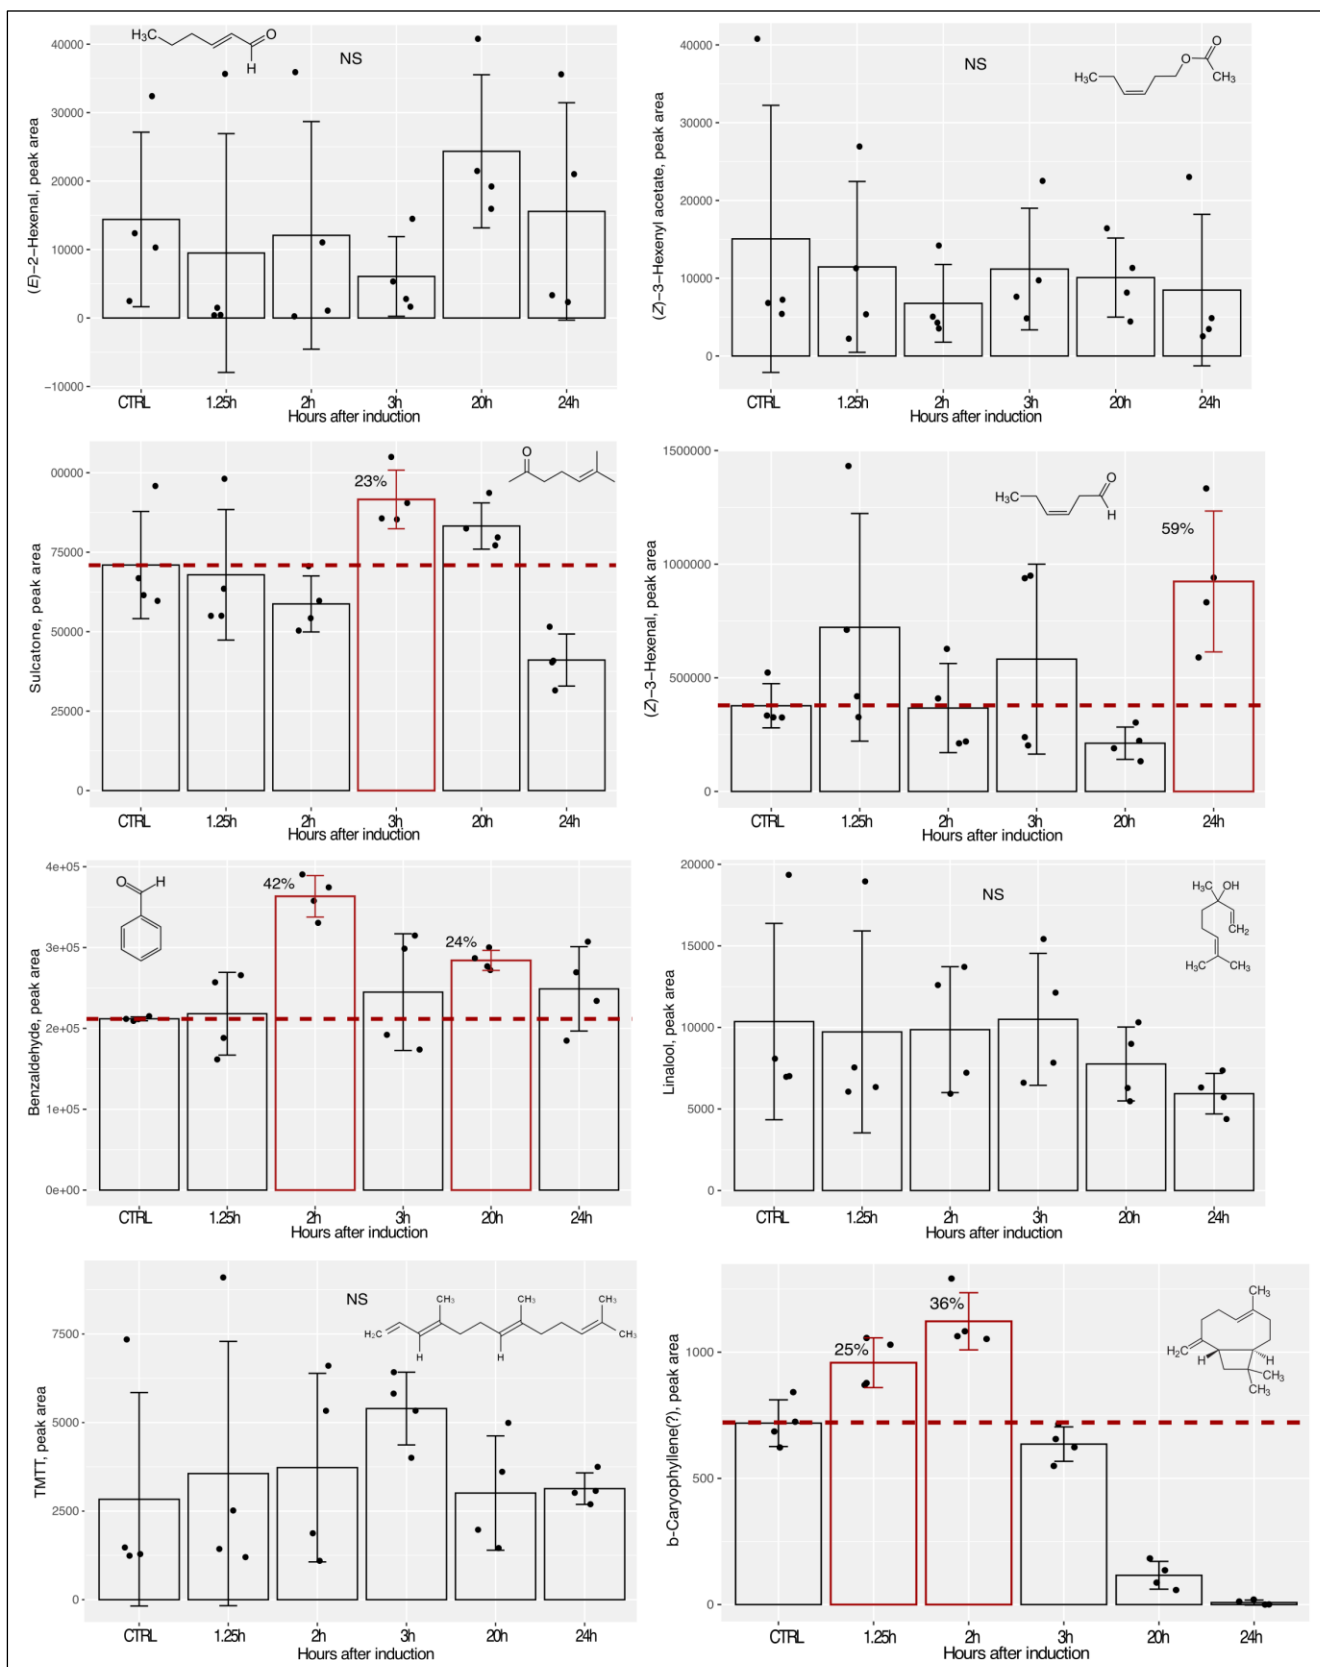 (E)-2-Hexenal, peak area
40000
30000
20000
10000
0
-10000
H₃C
O
H
NS
CTRL 1.25h 2h 3h 20h 24h
Hours after induction
(Z)-3-Hexenyl acetate, peak area
40000
30000
20000
10000
0
NS
H₃C
O
O
CH₃
CTRL 1.25h 2h 3h 20h 24h
Hours after induction
Sulcatone, peak area
00000
75000
50000
25000
0
23%
O
CTRL 1.25h 2h 3h 20h 24h
Hours after induction
(Z)-3-Hexenal, peak area
1500000
1000000
500000
0
H₃C
O
H
59%
CTRL 1.25h 2h 3h 20h 24h
Hours after induction
Benzaldehyde, peak area
4e+05
3e+05
2e+05
1e+05
0e+00
O
H
42%
24%
CTRL 1.25h 2h 3h 20h 24h
Hours after induction
Linalool, peak area
20000
15000
10000
5000
0
NS
H₃C OH
CH₂
H₃C CH₃
CTRL 1.25h 2h 3h 20h 24h
Hours after induction
TMTT, peak area
7500
5000
2500
0
NS
CH₃ CH₃ CH₃
H₂C CH₃
H H
CTRL 1.25h 2h 3h 20h 24h
Hours after induction
b-Caryophyllene(?), peak area
1000
500
0
25%
36%
CH₃
H₂C
H H
CH₃
CH₃
CTRL 1.25h 2h 3h 20h 24h
Hours after induction